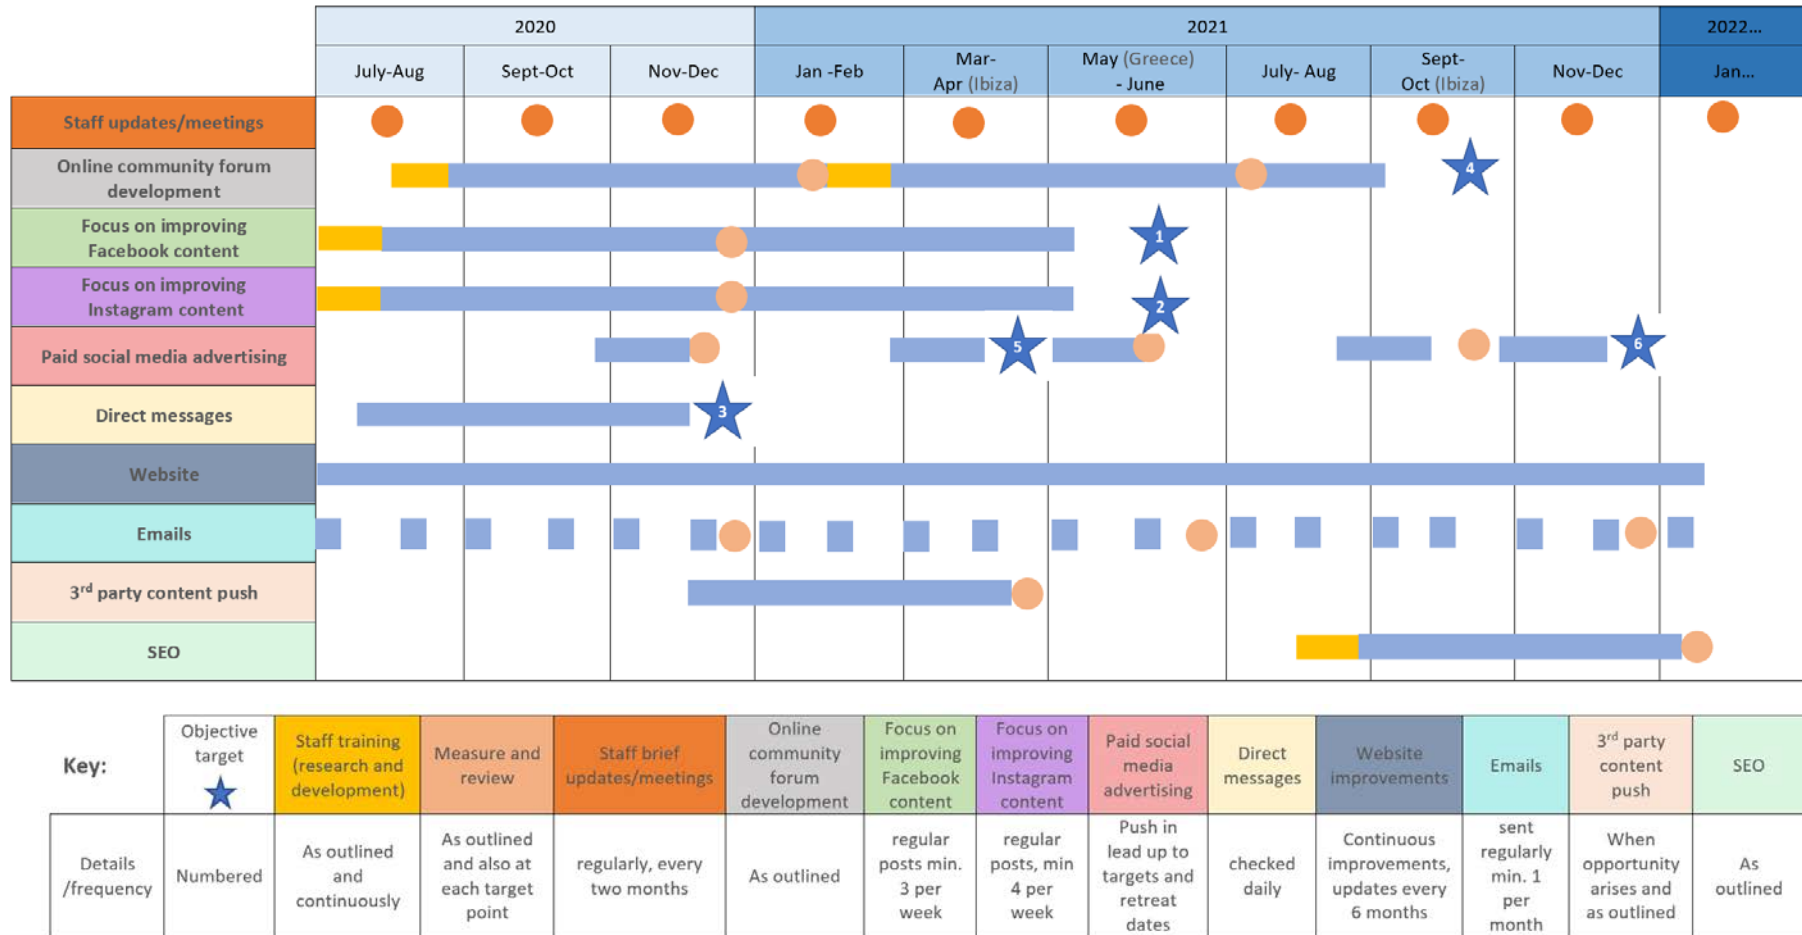 2020
2021
2022...
July-Aug
Sept-Oct
Nov-Dec
Jan -Feb
Mar-
Apr (Ibiza)
May (Greece)
- June
July- Aug
Sept-
Oct (Ibiza)
Nov-Dec
Jan...
Staff updates/meetings
Online community forum
development
4
Focus on improving
Facebook content
1
Focus on improving
Instagram content
2
Paid social media advertising
5
6
Direct messages
3
Website
Emails
3rd party content push
SEO
Key:
Objective
target
Staff training
(research and
development)
Measure and
review
Staff brief
updates/meetings
Online
community
forum
development
Focus on
improving
Facebook
content
Focus on
improving
Instagram
content
Paid social
media
advertising
Direct
messages
Website
improvements
Emails
3rd party
content
push
SEO
Details
/frequency
Numbered
As outlined
and
continuously
As outlined
and also at
each target
point
regularly, every
two months
As outlined
regular
posts min.
3 per
week
regular
posts, min
4 per
week
Push in
lead up to
targets and
retreat
dates
checked
daily
Continuous
improvements,
updates every
6 months
sent
regularly
min. 1
per
month
When
opportunity
arises and
as outlined
As
outlined